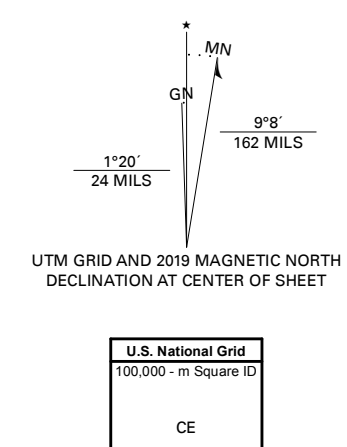 ★
MN
GN
9°8´
162 MILS
1°20´
24 MILS
UTM GRID AND 2019 MAGNETIC NORTH
DECLINATION AT CENTER OF SHEET
U.S. National Grid
100,000 - m Square ID
CE